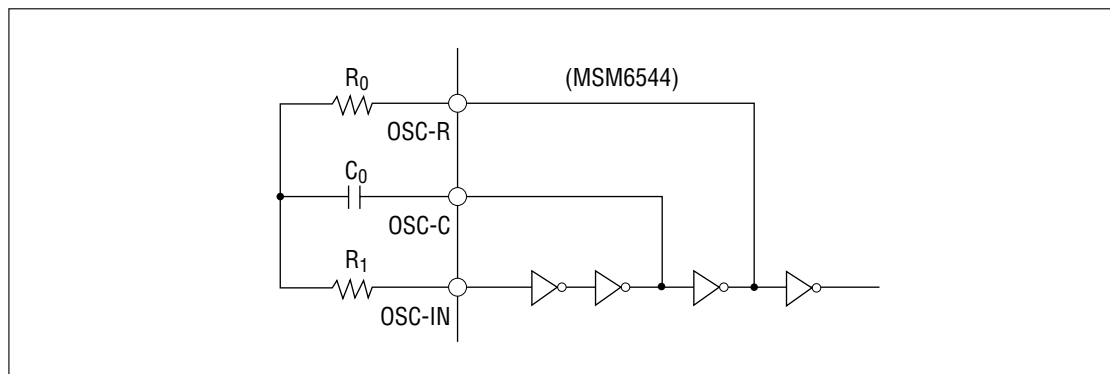 R0
(MSM6544)
OSC-R
C0
OSC-C
R1
OSC-IN